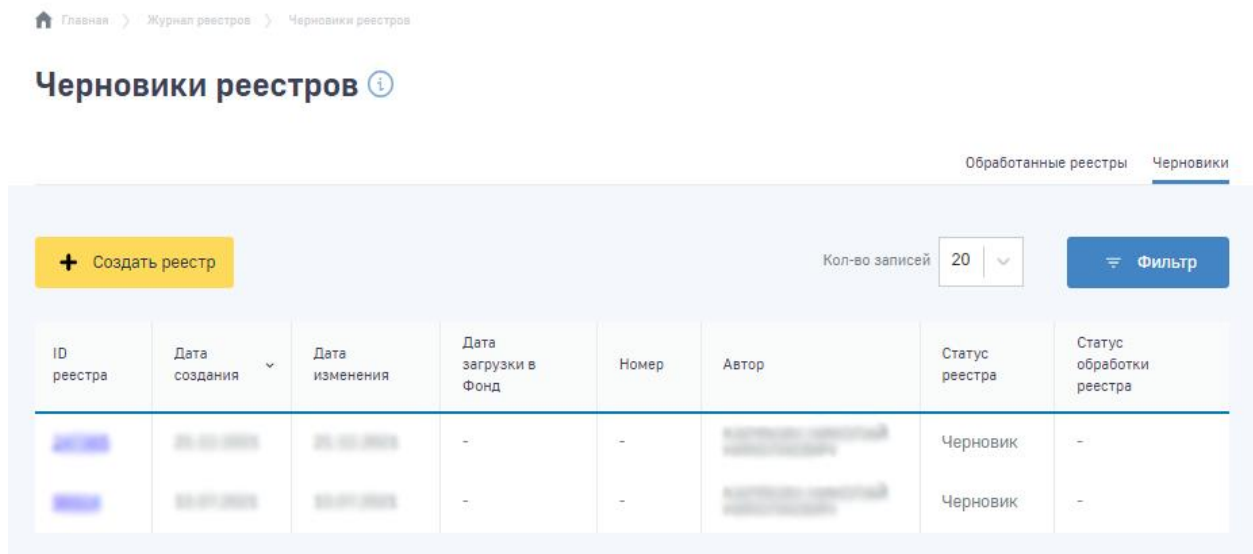 Главная > Журнал реестров > Черновики реестров
Черновики реестров i
Обработанные реестры Черновики
+ Создать реестр
Кол-во записей 20
Фильтр
ID реестра
Дата создания
Дата изменения
Дата загрузки в Фонд
Номер
Автор
Статус реестра
Статус обработки реестра
- - Черновик -
- - Черновик -